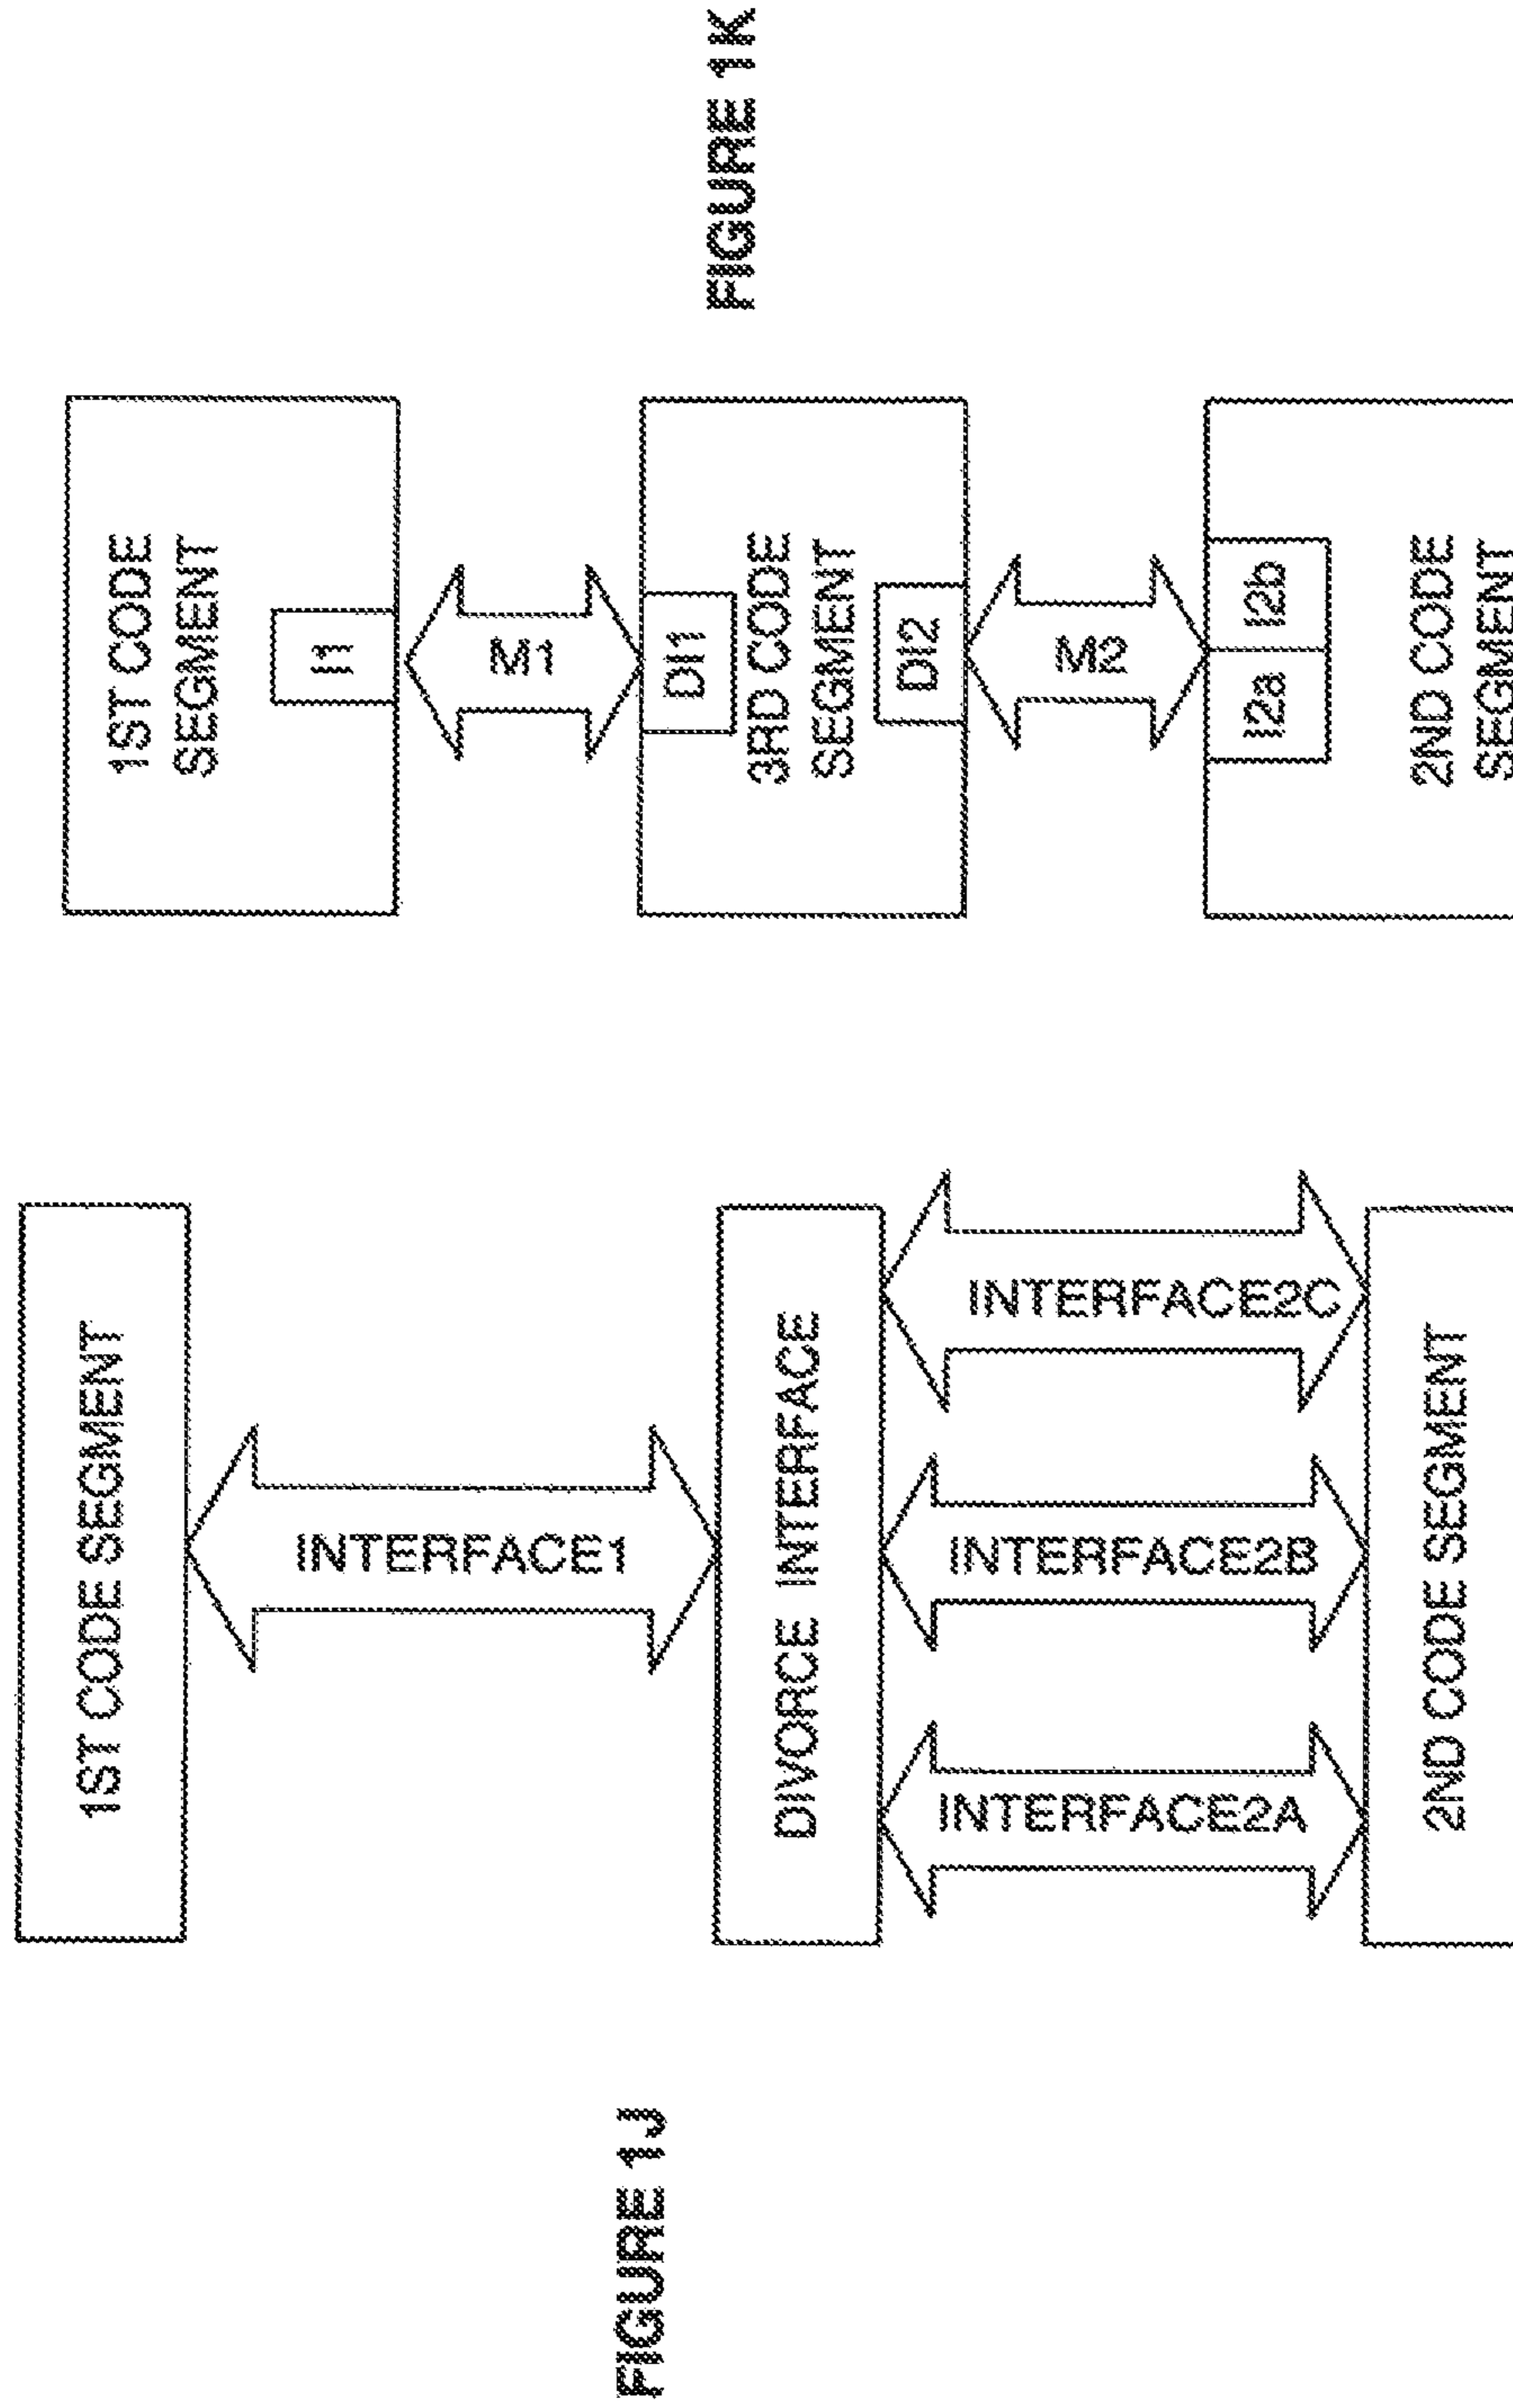 FIGURE 1J
1ST CODE SEGMENT
INTERFACE1
DIVORCE INTERFACE
INTERFACE2A
INTERFACE2B
INTERFACE2C
2ND CODE SEGMENT
1ST CODE
SEGMENT
I1
M1
DI1
3RD CODE
SEGMENT
DI2
M2
I2a
I2b
2ND CODE
SEGMENT
FIGURE 1K